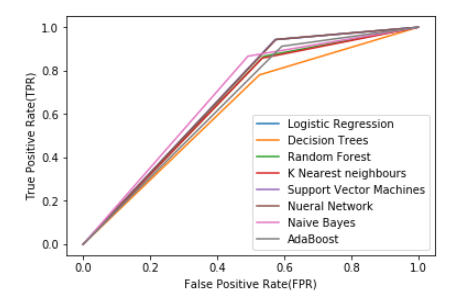 1.0
0.8
0.6
0.4
0.2
0.0
True Positive Rate(TPR)
Logistic Regression
Decision Trees
Random Forest
K Nearest neighbours
Support Vector Machines
Nueral Network
Naive Bayes
AdaBoost
0.0 0.2 0.4 0.6 0.8 1.0
False Positive Rate(FPR)